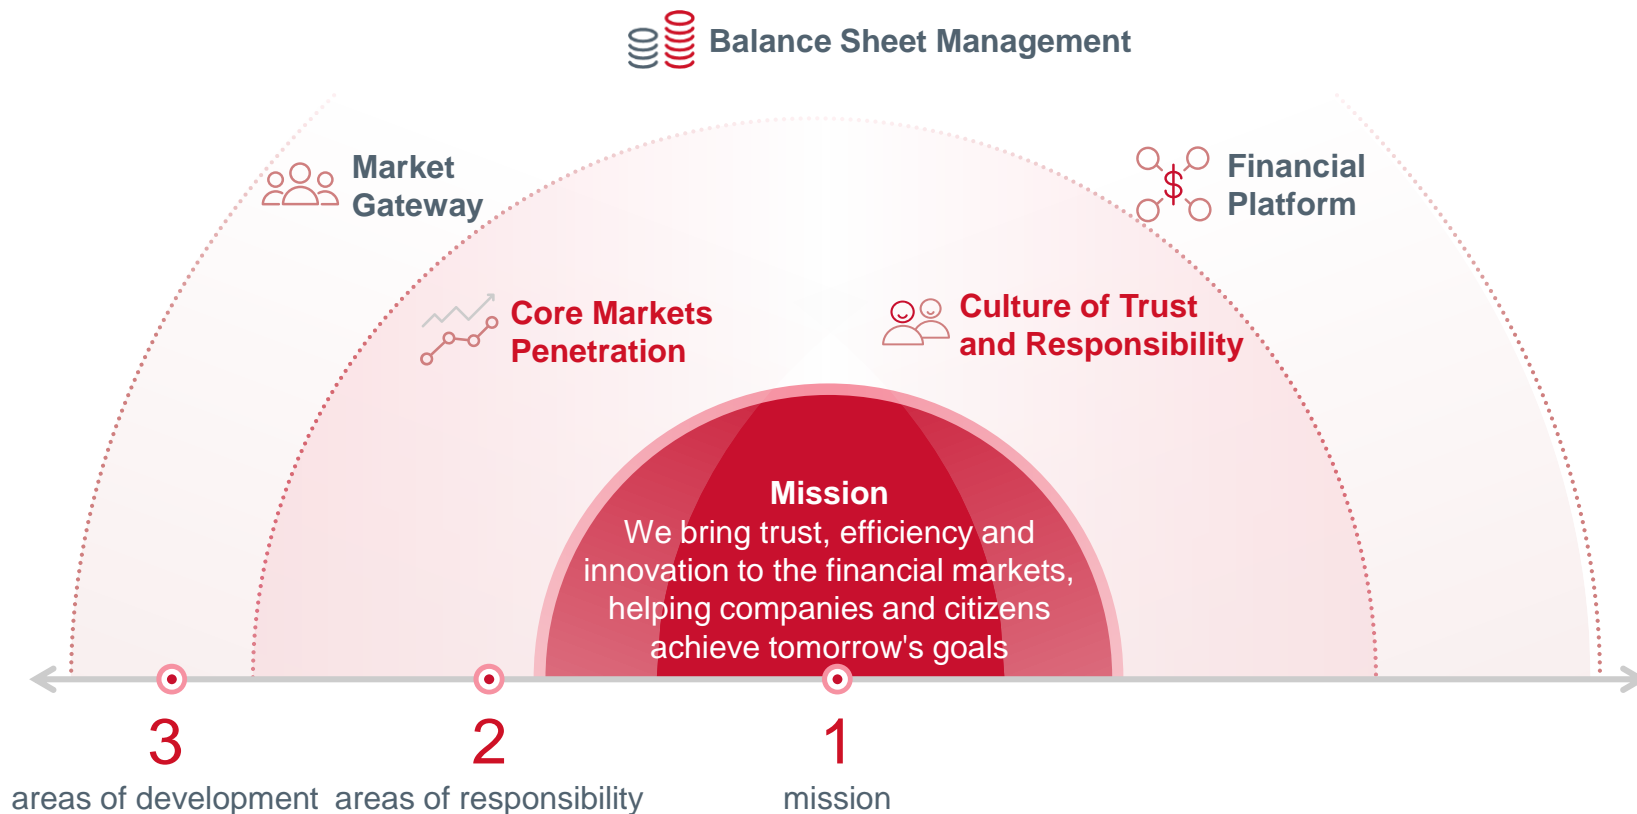 Balance Sheet Management
Market
Gateway
Financial
Platform
Core Markets
Penetration
Culture of Trust
and Responsibility
Mission
We bring trust, efficiency and
innovation to the financial markets,
helping companies and citizens
achieve tomorrow's goals
3
areas of development
2
areas of responsibility
1
mission